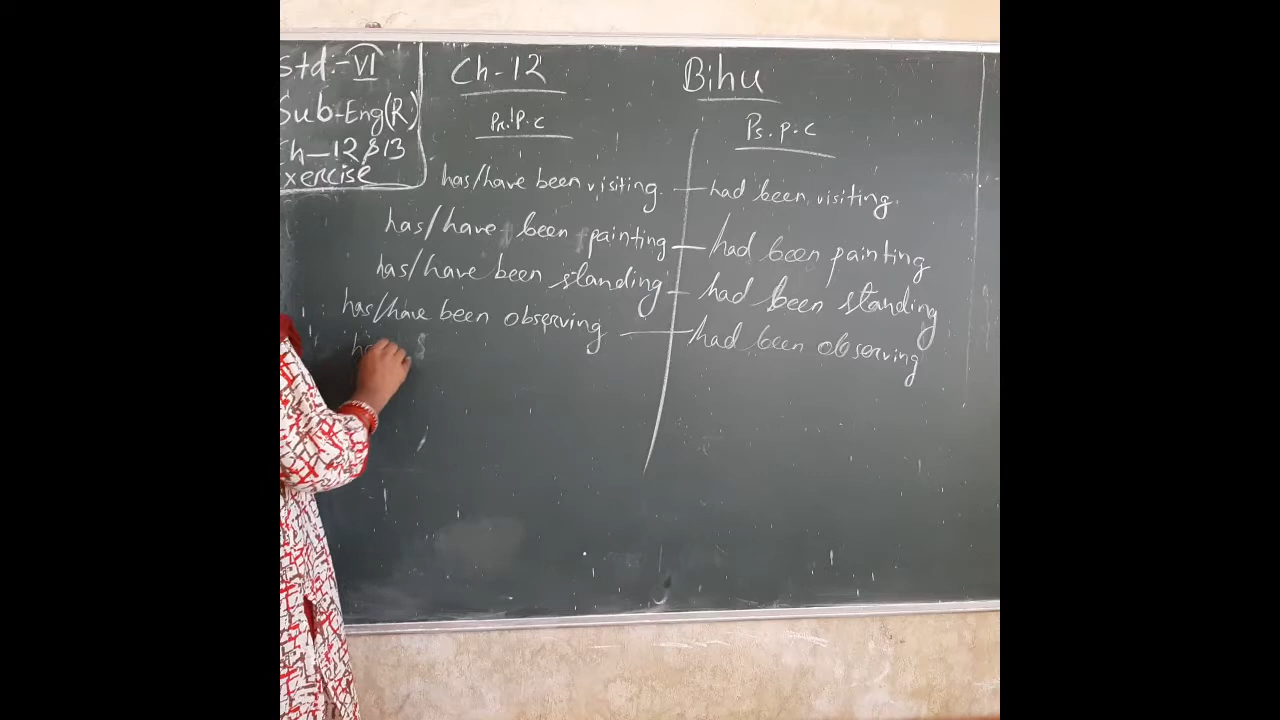 Std:- VI
Sub-Eng(R)
Ch-12 & 13
Exercise
Ch-12
Bihu
Pr.P.C
Ps.P.C
has/have been visiting. — had been visiting.
has/have been painting — had been painting
has/have been standing — had been standing
has/have been observing — had been observing